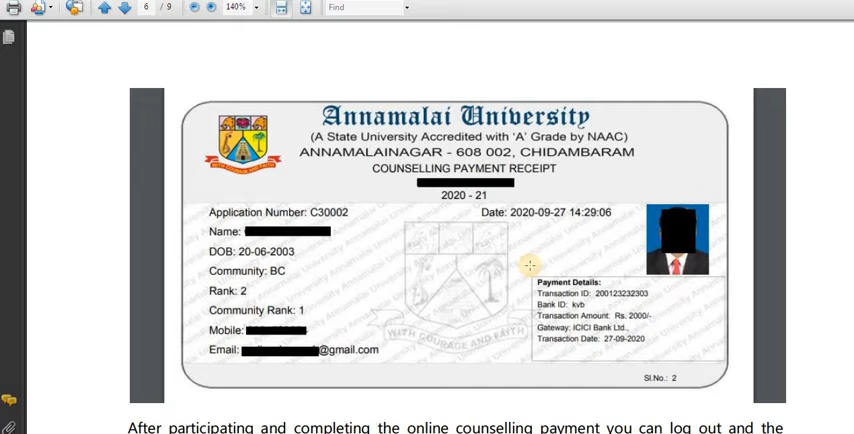 6 / 9 140% Find
Annamalai University
(A State University Accredited with 'A' Grade by NAAC)
ANNAMALAINAGAR - 608 002, CHIDAMBARAM
COUNSELLING PAYMENT RECEIPT
2020 - 21
Application Number: C30002 Date: 2020-09-27 14:29:06
Name:
DOB: 20-06-2003
Community: BC
Rank: 2
Community Rank: 1
Mobile:
Email: @gmail.com
Payment Details:
Transaction ID: 200123232303
Bank ID: kvb
Transaction Amount: Rs. 2000/-
Gateway: ICICI Bank Ltd.,
Transaction Date: 27-09-2020
WITH COURAGE AND FAITH
Sl.No.: 2
After participating and completing the online counselling payment you can log out and the